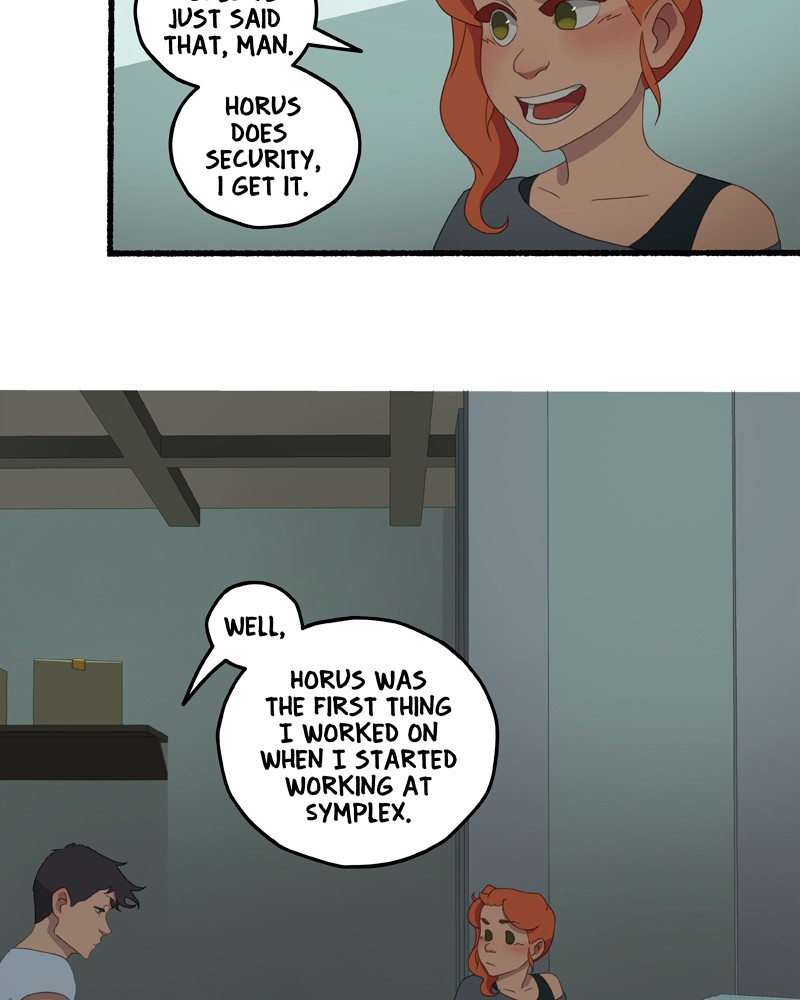 JUST SAID
THAT, MAN.
HORUS
DOES
SECURITY,
I GET IT.
WELL,
HORUS WAS
THE FIRST THING
I WORKED ON
WHEN I STARTED
WORKING AT
SYMPLEX.